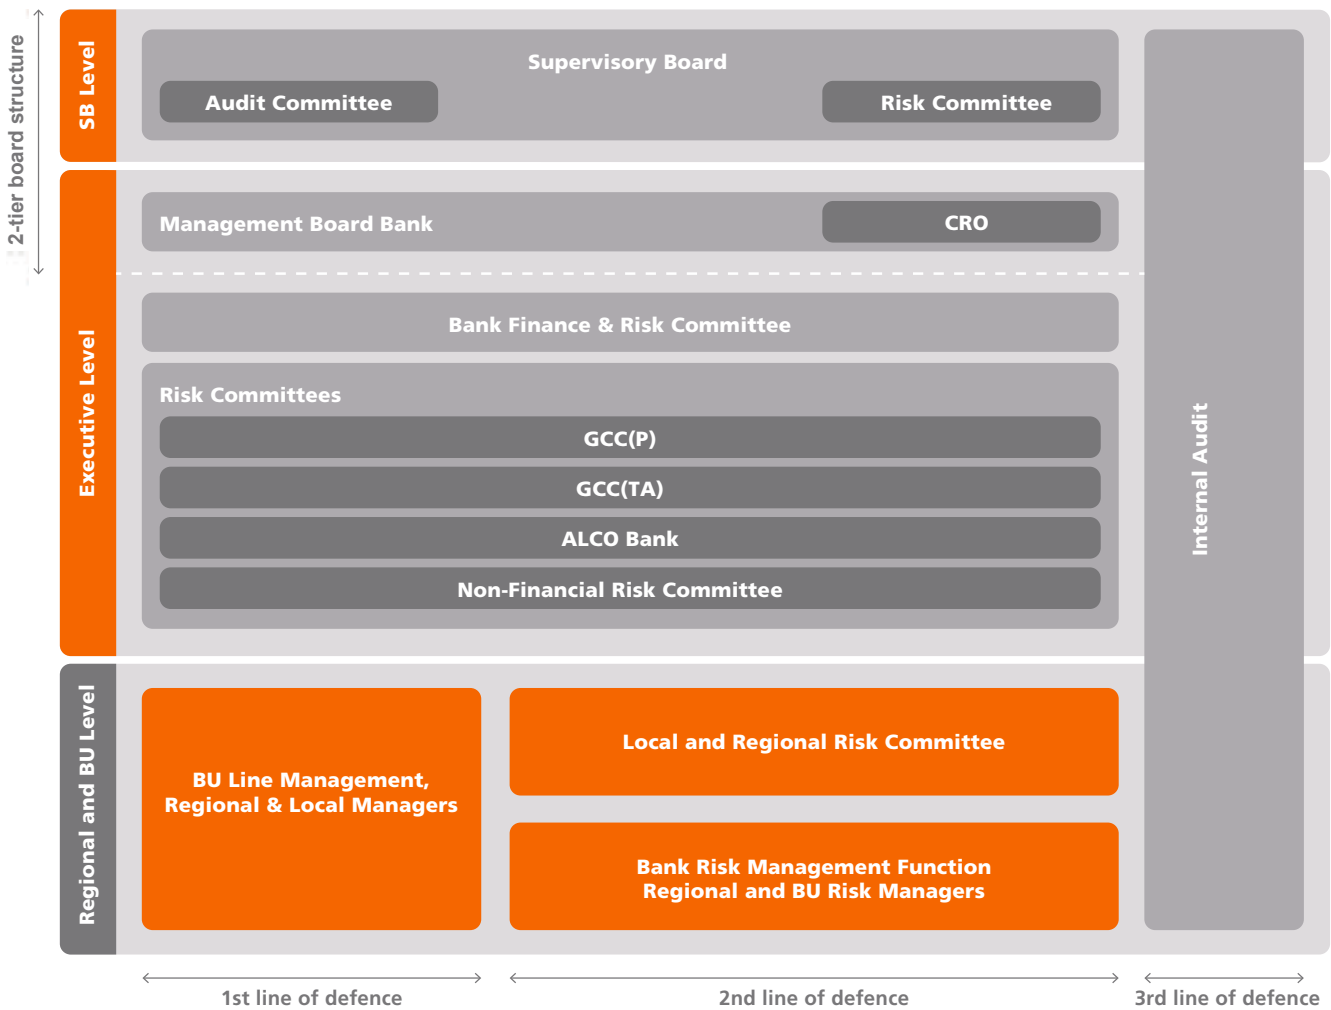 2-tier board structure
SB Level
Supervisory Board
Audit Committee
Risk Committee
Executive Level
Management Board Bank
CRO
Bank Finance & Risk Committee
Risk Committees
GCC(P)
GCC(TA)
ALCO Bank
Non-Financial Risk Committee
Internal Audit
Regional and BU Level
BU Line Management,
Regional & Local Managers
Local and Regional Risk Committee
Bank Risk Management Function
Regional and BU Risk Managers
1st line of defence
2nd line of defence
3rd line of defence